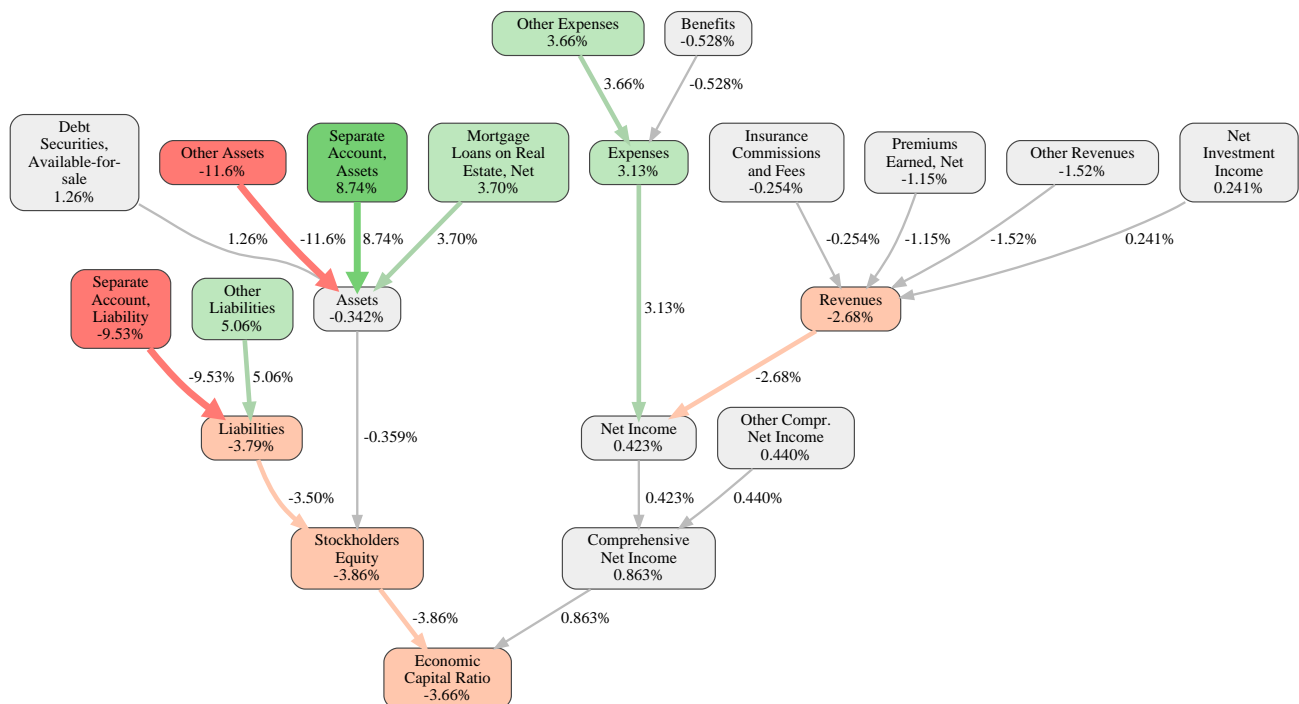 Other Expenses
3.66%
Benefits
-0.528%
3.66%
-0.528%
Debt
Securities,
Available-for-
sale
1.26%
Other Assets
-11.6%
Separate
Account,
Assets
8.74%
Mortgage
Loans on Real
Estate, Net
3.70%
Expenses
3.13%
Insurance
Commissions
and Fees
-0.254%
Premiums
Earned, Net
-1.15%
Other Revenues
-1.52%
Net
Investment
Income
0.241%
1.26%
-11.6%
8.74%
3.70%
-0.254%
-1.15%
-1.52%
0.241%
Separate
Account,
Liability
-9.53%
Other
Liabilities
5.06%
Assets
-0.342%
3.13%
Revenues
-2.68%
-9.53%
5.06%
-2.68%
Liabilities
-3.79%
-0.359%
Net Income
0.423%
Other Compr.
Net Income
0.440%
-3.50%
0.423%
0.440%
Stockholders
Equity
-3.86%
Comprehensive
Net Income
0.863%
-3.86%
0.863%
Economic
Capital Ratio
-3.66%